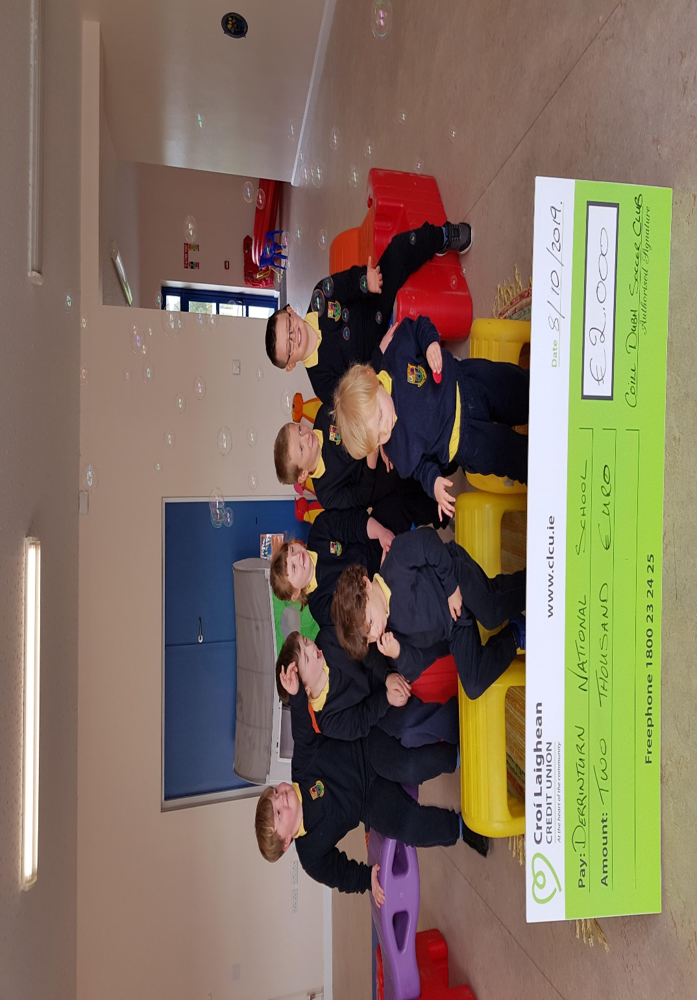 Croí Laighean
CREDIT UNION
At the heart of the community
www.clcu.ie
Date 8/10/2019.
Pay: DERRINTURN NATIONAL SCHOOL
€2,000
Amount: TWO THOUSAND EURO
COILL DUBH SOCCER CLUB
Authorised Signature
Freephone 1800 23 24 25